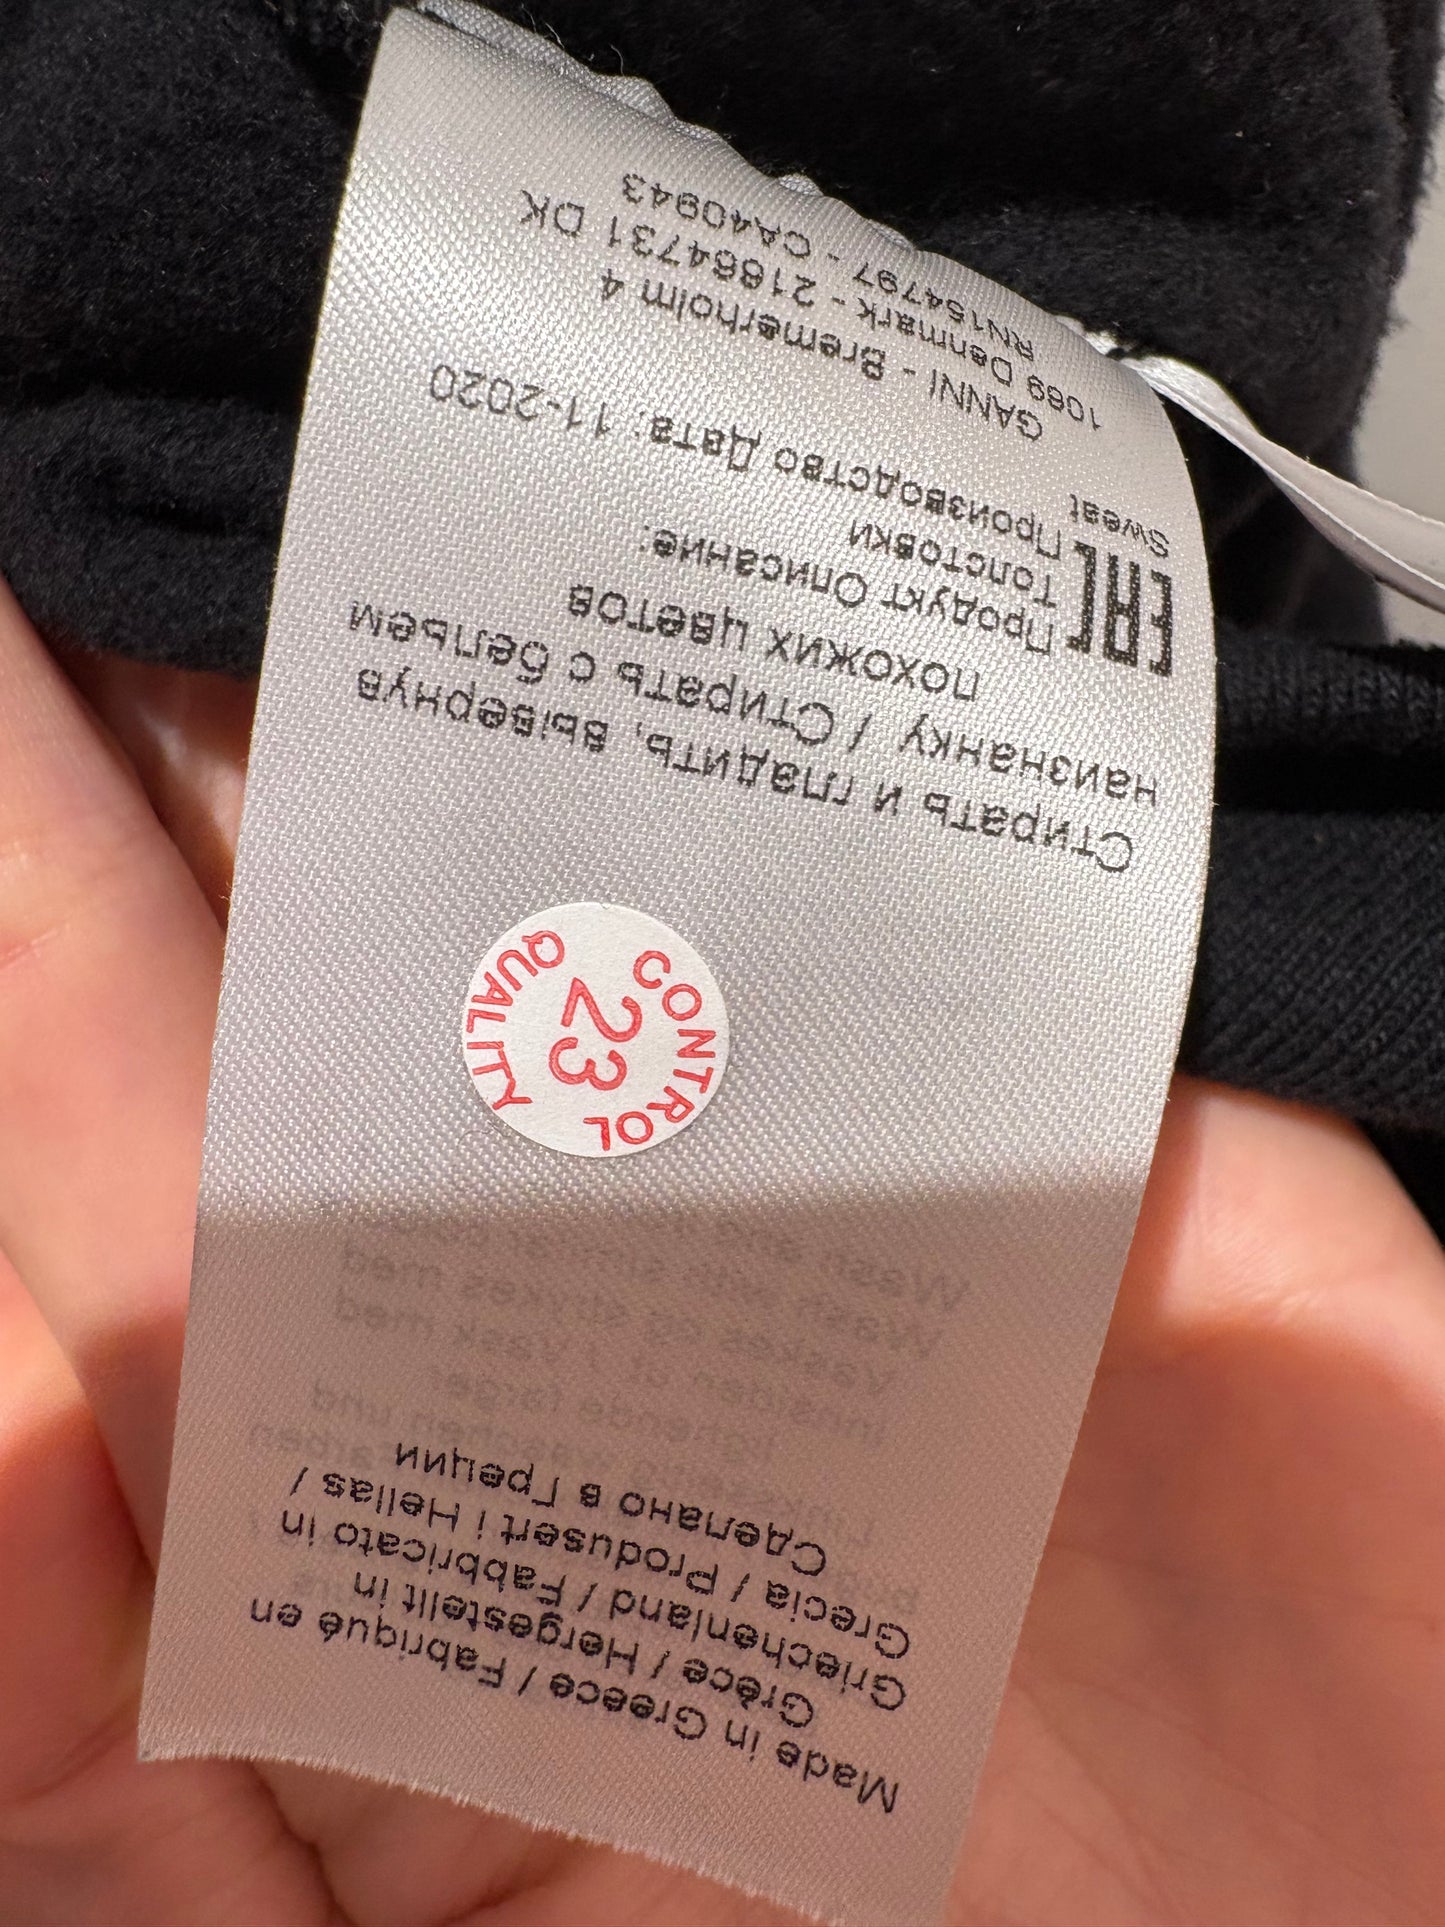 Made in Greece / Fabriqué en
Grèce / Hergestellt in
Griechenland / Fabbricato in
Grecia / Produsert i Hellas /
Сделано в Греции
QUALITY
CONTROL
23
Стирать и гладить, вывернув
наизнанку / Стирать с бельем
похожих цветов
EAC
Продукт Описание:
Толстовки
Производство Дата: 11-2020
Sweat
GANNI - Bremerholm 4
1069 Denmark - 21664731 DK
RN154797 - CA40943